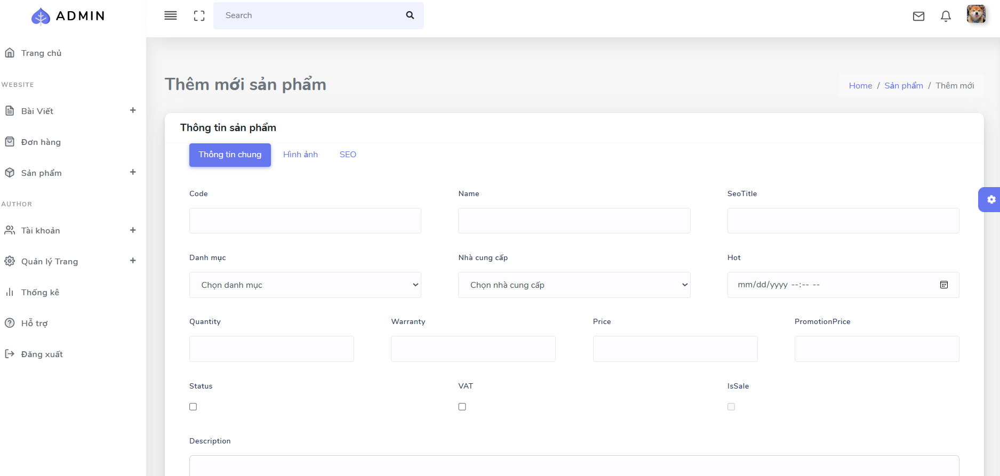 ADMIN
Search
Trang chủ
WEBSITE
Bài Viết
Đơn hàng
Sản phẩm
AUTHOR
Tài khoản
Quản lý Trang
Thống kê
Hỗ trợ
Đăng xuất
Thêm mới sản phẩm
Home / Sản phẩm / Thêm mới
Thông tin sản phẩm
Thông tin chung Hình ảnh SEO
Code Name SeoTitle
Danh mục Nhà cung cấp Hot
Chọn danh mục Chọn nhà cung cấp mm/dd/yyyy --:-- --
Quantity Warranty Price PromotionPrice
Status VAT IsSale
Description